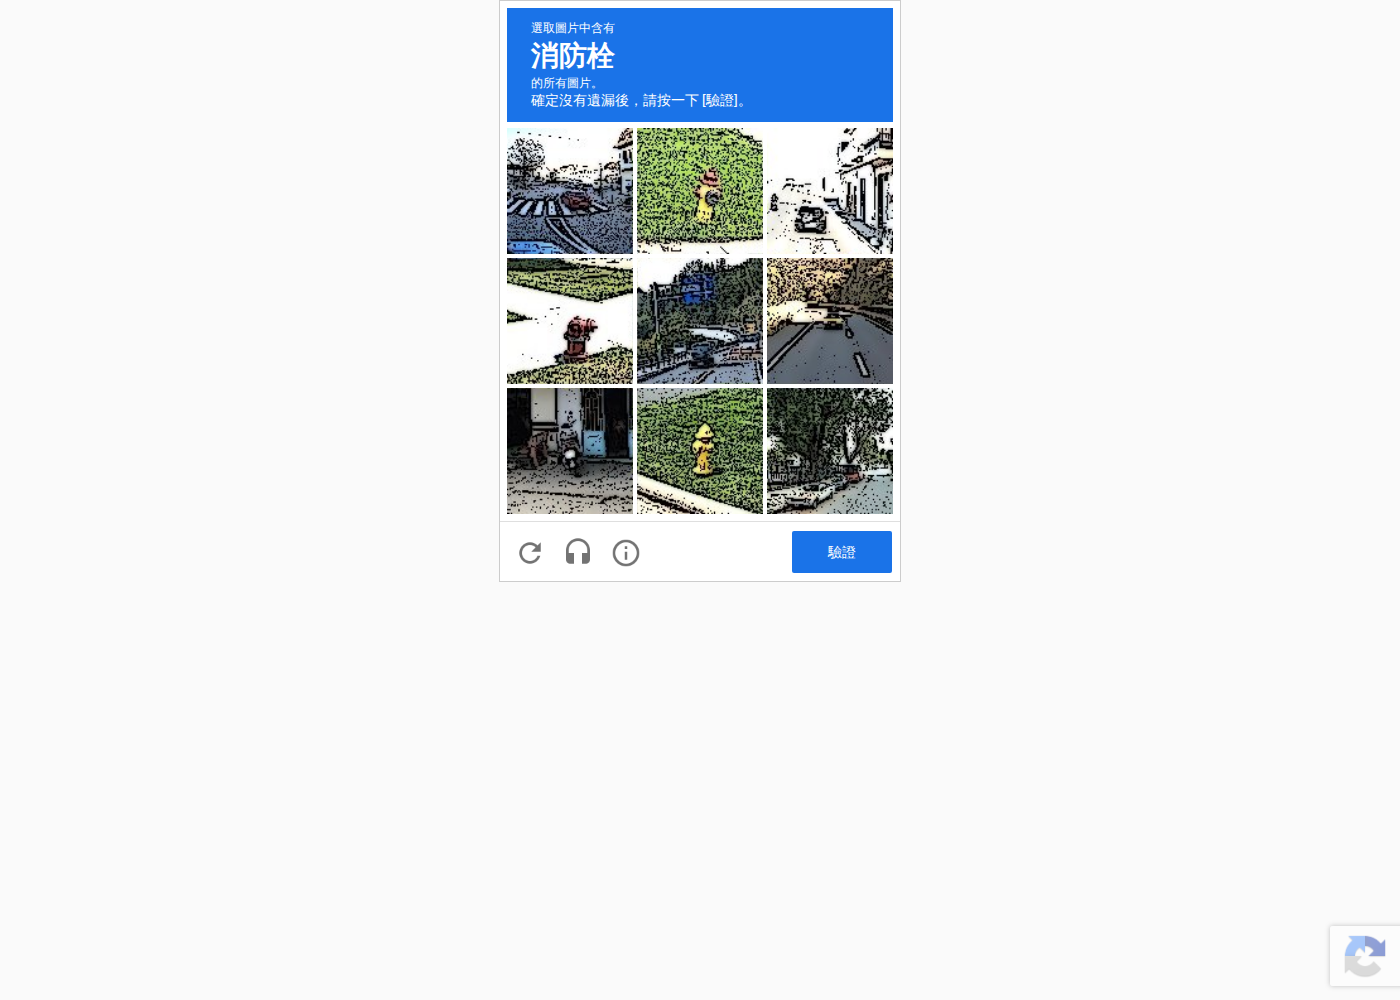 選取圖片中含有
消防栓
的所有圖片。
確定沒有遺漏後，請按一下 [驗證]。
驗證